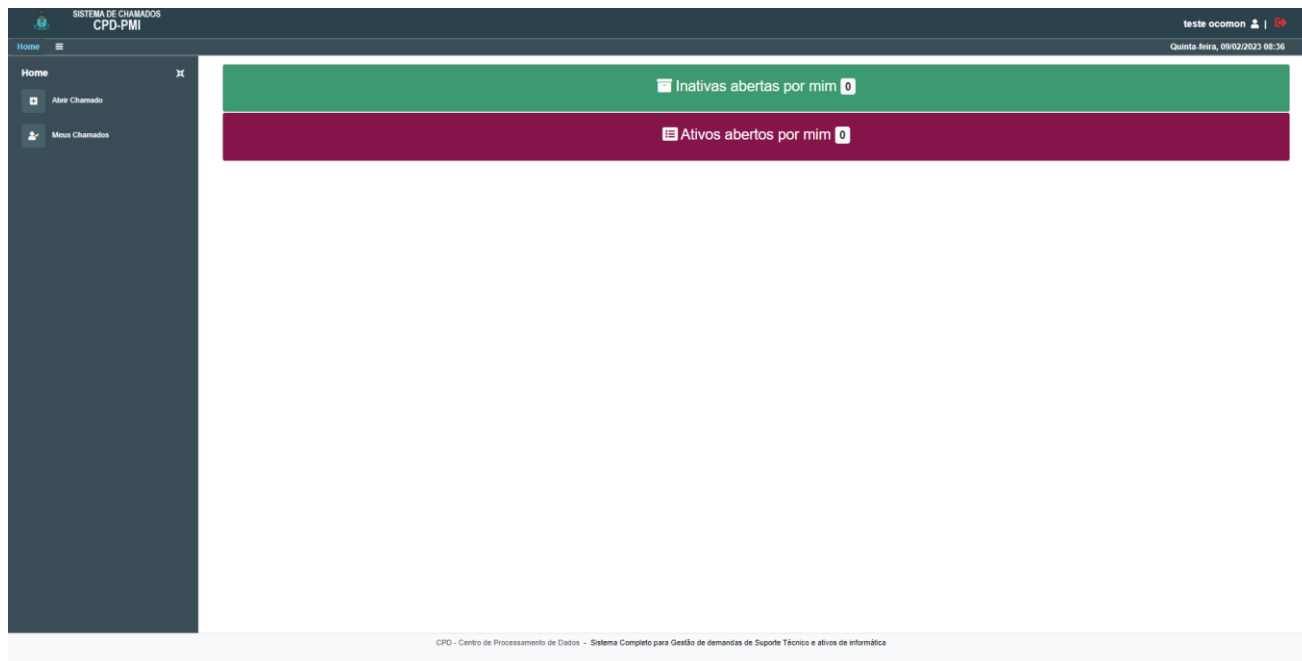 SISTEMA DE CHAMADOS
CPD-PMI
teste ocomon |
Home
Quinta-feira, 09/02/2023 08:36
Home
Abrir Chamado
Meus Chamados
Inativas abertas por mim 0
Ativos abertos por mim 0
CPD - Centro de Processamento de Dados - Sistema Completo para Gestão de demandas de Suporte Técnico e ativos de informática